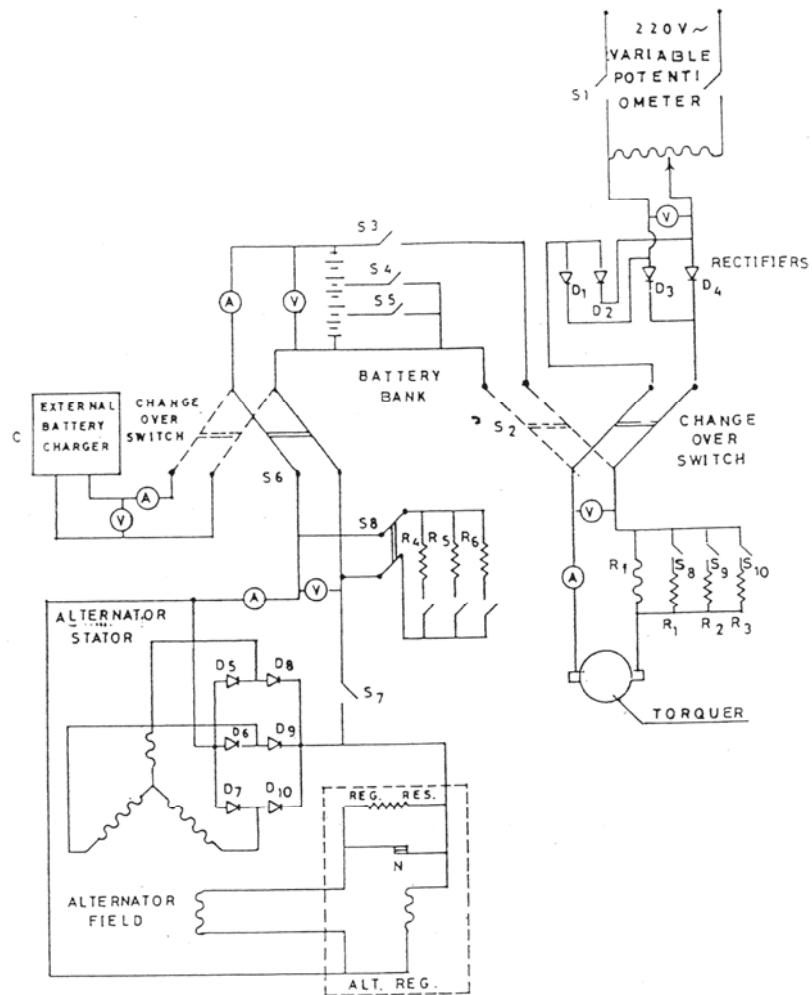 220V~
VARIABLE
POTENTI
OMETER
S1
V
S3
S4
S5
A
V
RECTIFIERS
D1
D2
D3
D4
BATTERY
BANK
C
EXTERNAL
BATTERY
CHARGER
CHANGE
OVER
SWITCH
S2
CHANGE
OVER
SWITCH
A
V
S6
S8
R4
R5
R6
V
A
Rf
S8
S9
S10
R1
R2
R3
ALTERNATOR
STATOR
A
V
S7
D5
D8
D6
D9
D7
D10
TORQUER
REG. RES.
N
ALTERNATOR
FIELD
ALT. REG.